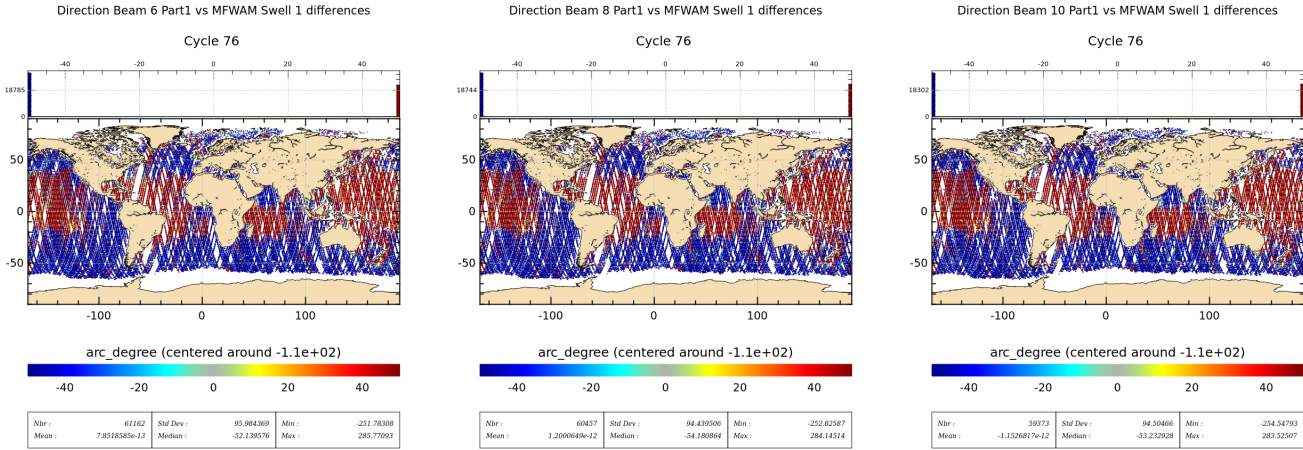 Direction Beam 6 Part1 vs MFWAM Swell 1 differences
Cycle 76
-40 -20 0 20 40
18785
0
50
0
-50
-100 0 100
arc_degree (centered around -1.1e+02)
-40 -20 0 20 40
Nbr : 61162 Std Dev : 95.984369 Min : -251.78308
Mean : 7.8518585e-13 Median : -52.139576 Max : 285.77093
Direction Beam 8 Part1 vs MFWAM Swell 1 differences
Cycle 76
-40 -20 0 20 40
18744
0
50
0
-50
-100 0 100
arc_degree (centered around -1.1e+02)
-40 -20 0 20 40
Nbr : 60457 Std Dev : 94.439506 Min : -252.82587
Mean : 1.2000649e-12 Median : -54.180864 Max : 284.14514
Direction Beam 10 Part1 vs MFWAM Swell 1 differences
Cycle 76
-40 -20 0 20 40
18302
0
50
0
-50
-100 0 100
arc_degree (centered around -1.1e+02)
-40 -20 0 20 40
Nbr : 59373 Std Dev : 94.50466 Min : -254.54793
Mean : -1.1526817e-12 Median : -53.232928 Max : 283.52507